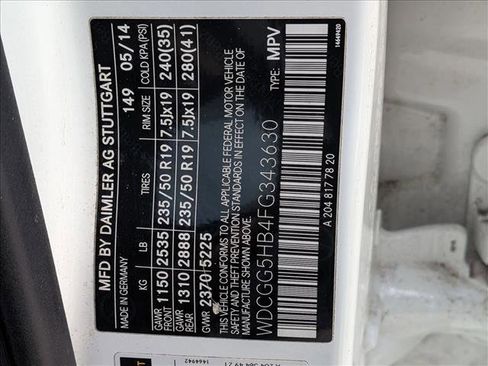 MFD BY DAIMLER AG STUTTGART
MADE IN GERMANY 149 05/14
KG LB TIRES RIM SIZE COLD KPA(PSI)
GAWR FRONT 1150 2535 235/50 R19 7.5Jx19 240(35)
GAWR REAR 1310 2888 235/50 R19 7.5Jx19 280(41)
GVWR 2370 5225
THIS VEHICLE CONFORMS TO ALL APPLICABLE FEDERAL MOTOR VEHICLE
SAFETY, BUMPER AND THEFT PREVENTION STANDARDS IN EFFECT ON THE DATE OF
MANUFACTURE SHOWN ABOVE.
WDCGG5HB4FG343630 TYPE: MPV
A 204 817 78 20
14649420
1464942